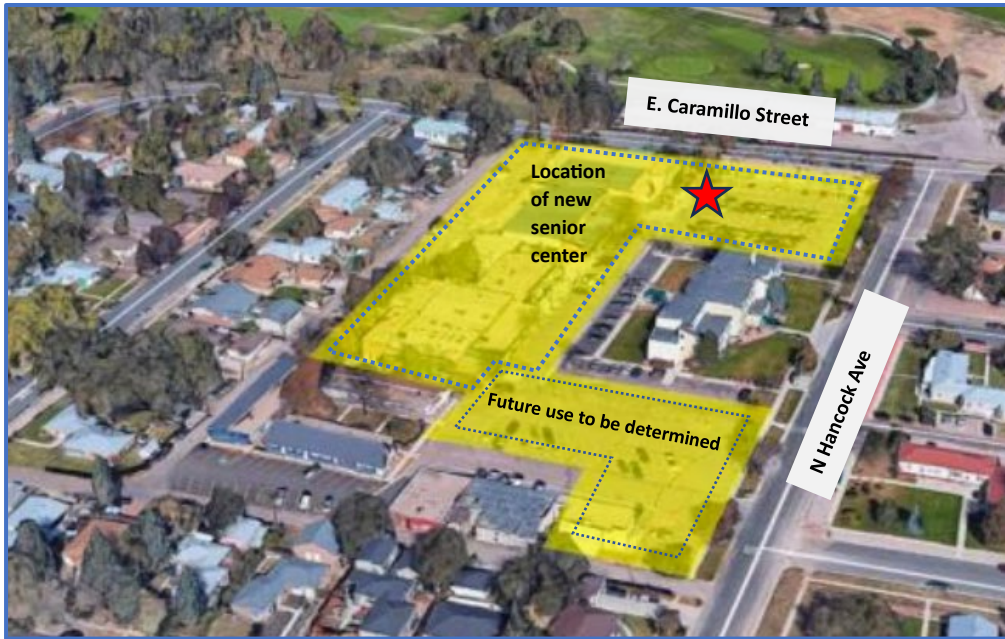 E. Caramillo Street
Location
of new
senior
center
N Hancock Ave
Future use to be determined